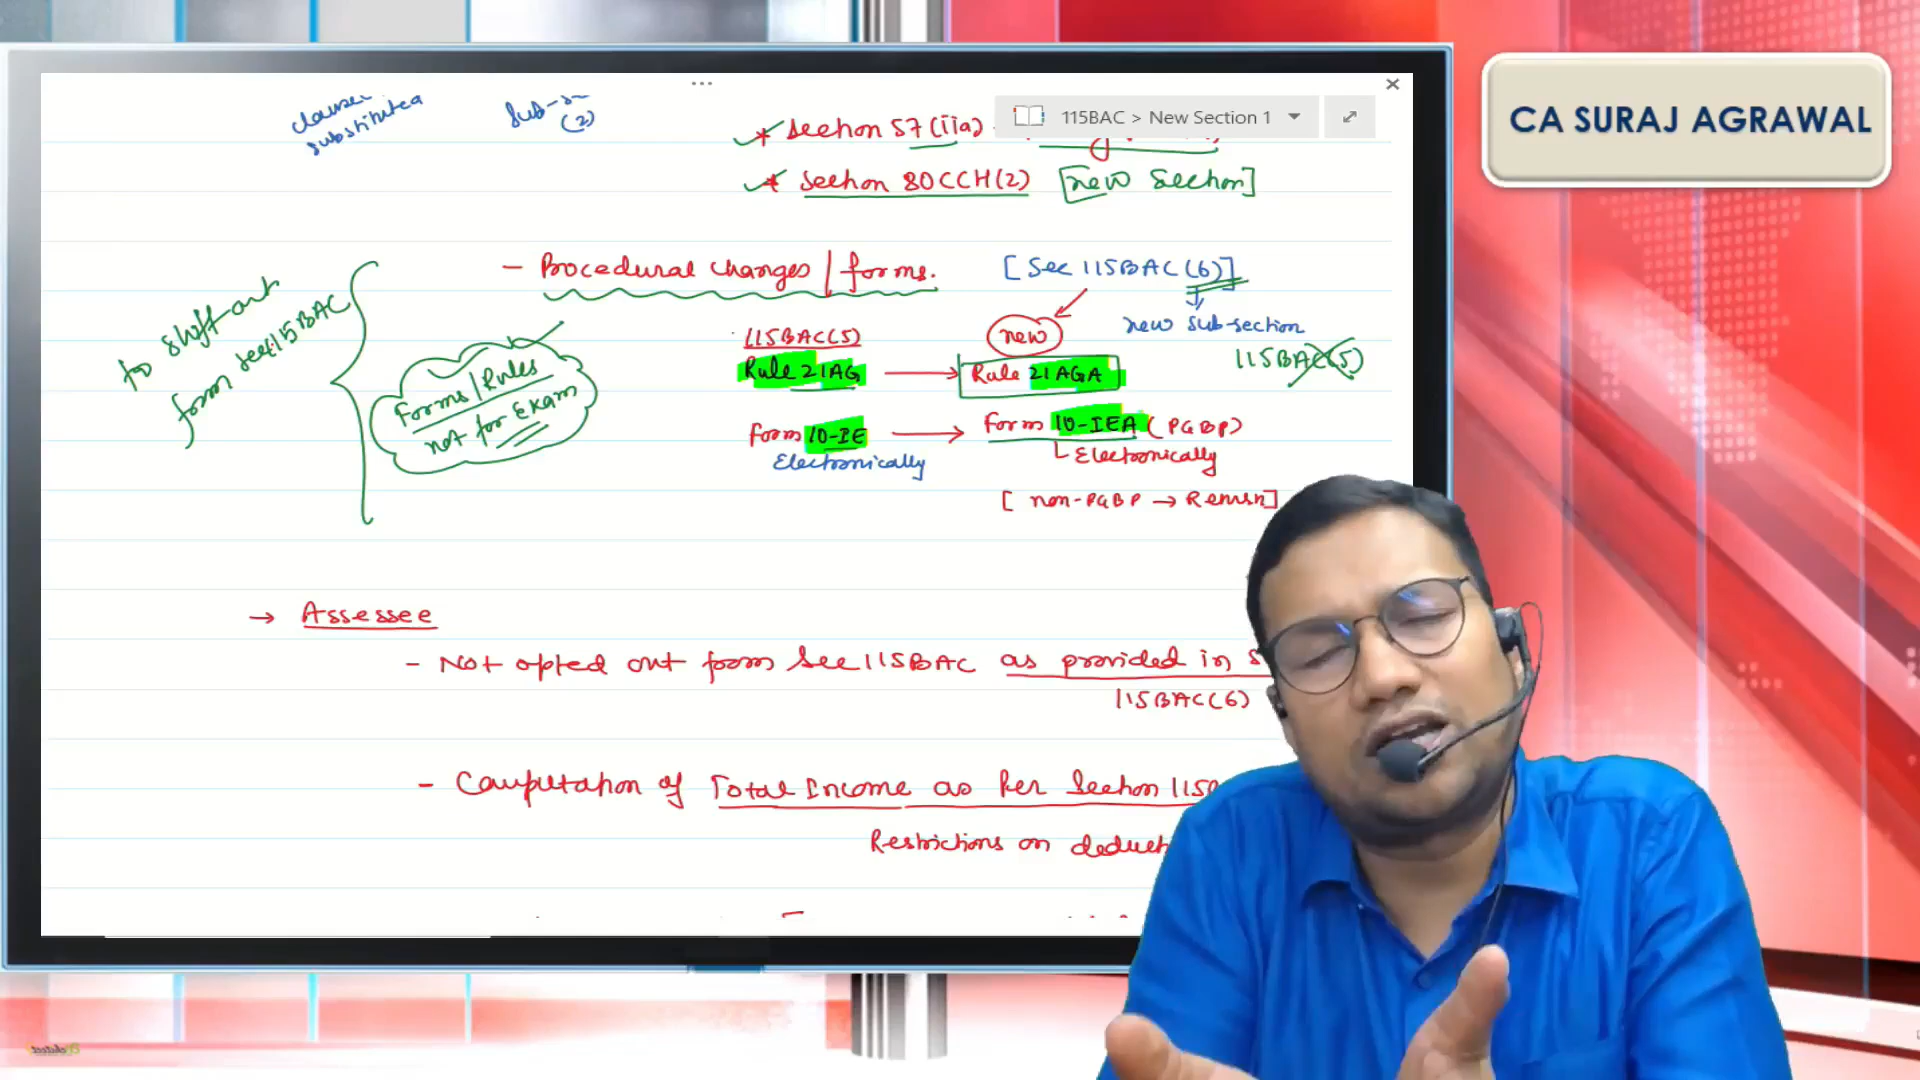 CA SURAJ AGRAWAL
115BAC > New Section 1
clause
substituted
Sub-
(2)
* Section 57 (iia)
* Section 80CCH(2) [new Section]
- Procedural changes / forms. [Sec 115BAC(6)]
new sub-section
115BAC(5)
to shift out
from sec 115BAC
Forms / Rules
not for Exam
115BAC(5) new
Rule 21AG → Rule 21AGA
Form 10-IE → Form 10-IEA (PGBP)
Electronically Electronically
[non-PGBP → Return]
→ Assessee
- Not opted out from Sec 115BAC as provided in S
115BAC(6)
- Computation of Total Income as per Section 115B
Restrictions on deduct